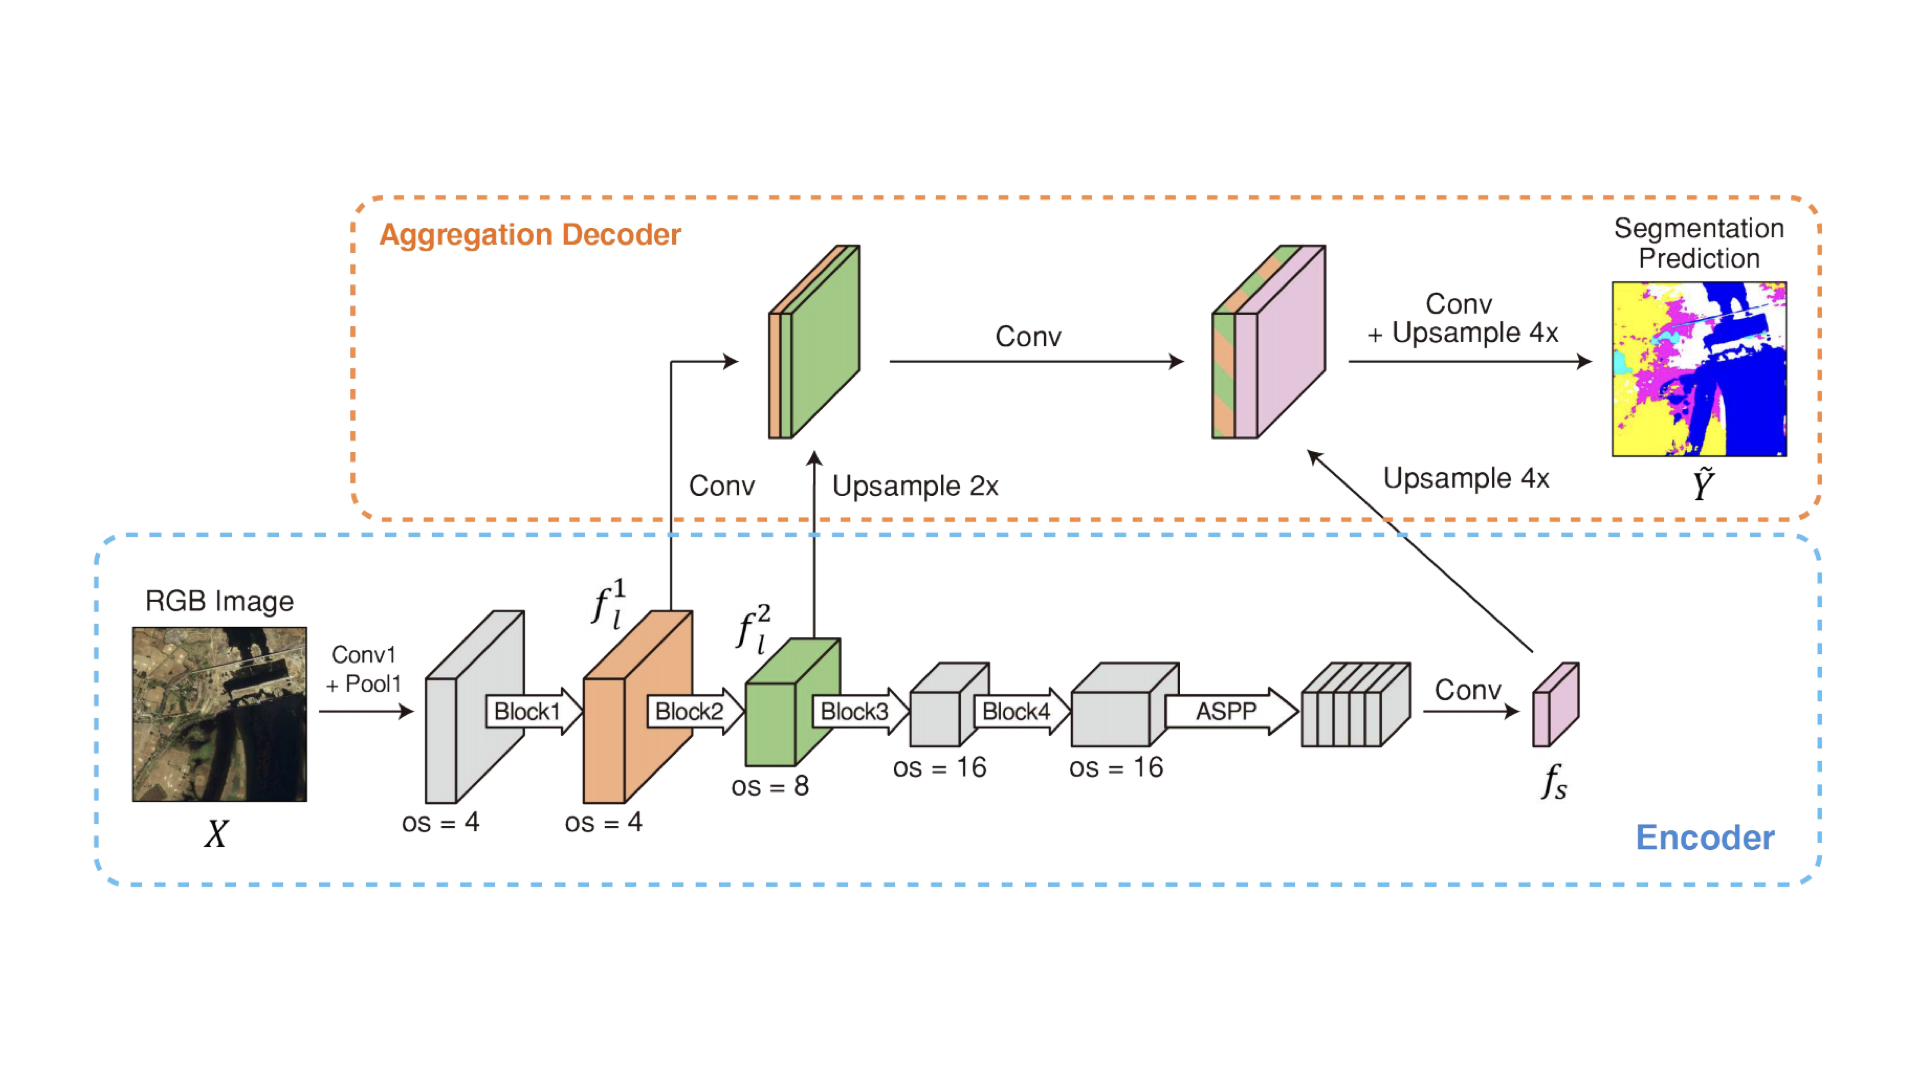 Aggregation Decoder
Segmentation
Prediction
Conv
+ Upsample 4x
Conv
Ỹ
Conv
Upsample 2x
Upsample 4x
RGB Image
f_l^1
f_l^2
Conv1
+ Pool1
Block1
Block2
Block3
Block4
ASPP
Conv
os = 4
os = 4
os = 8
os = 16
os = 16
f_s
X
Encoder